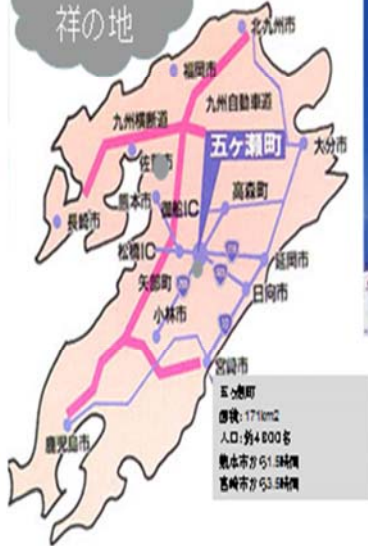 祥の地
北九州市
福岡市
九州自動車道
九州横断道
五ヶ瀬町
大分市
高森町
熊本市
御船IC
長崎市
松橋IC
延岡市
矢部町
日向市
小林市
宮崎市
鹿児島市
五ヶ瀬町
面積:171km2
人口:約4800名
熊本市から1.5時間
宮崎市から3.5時間